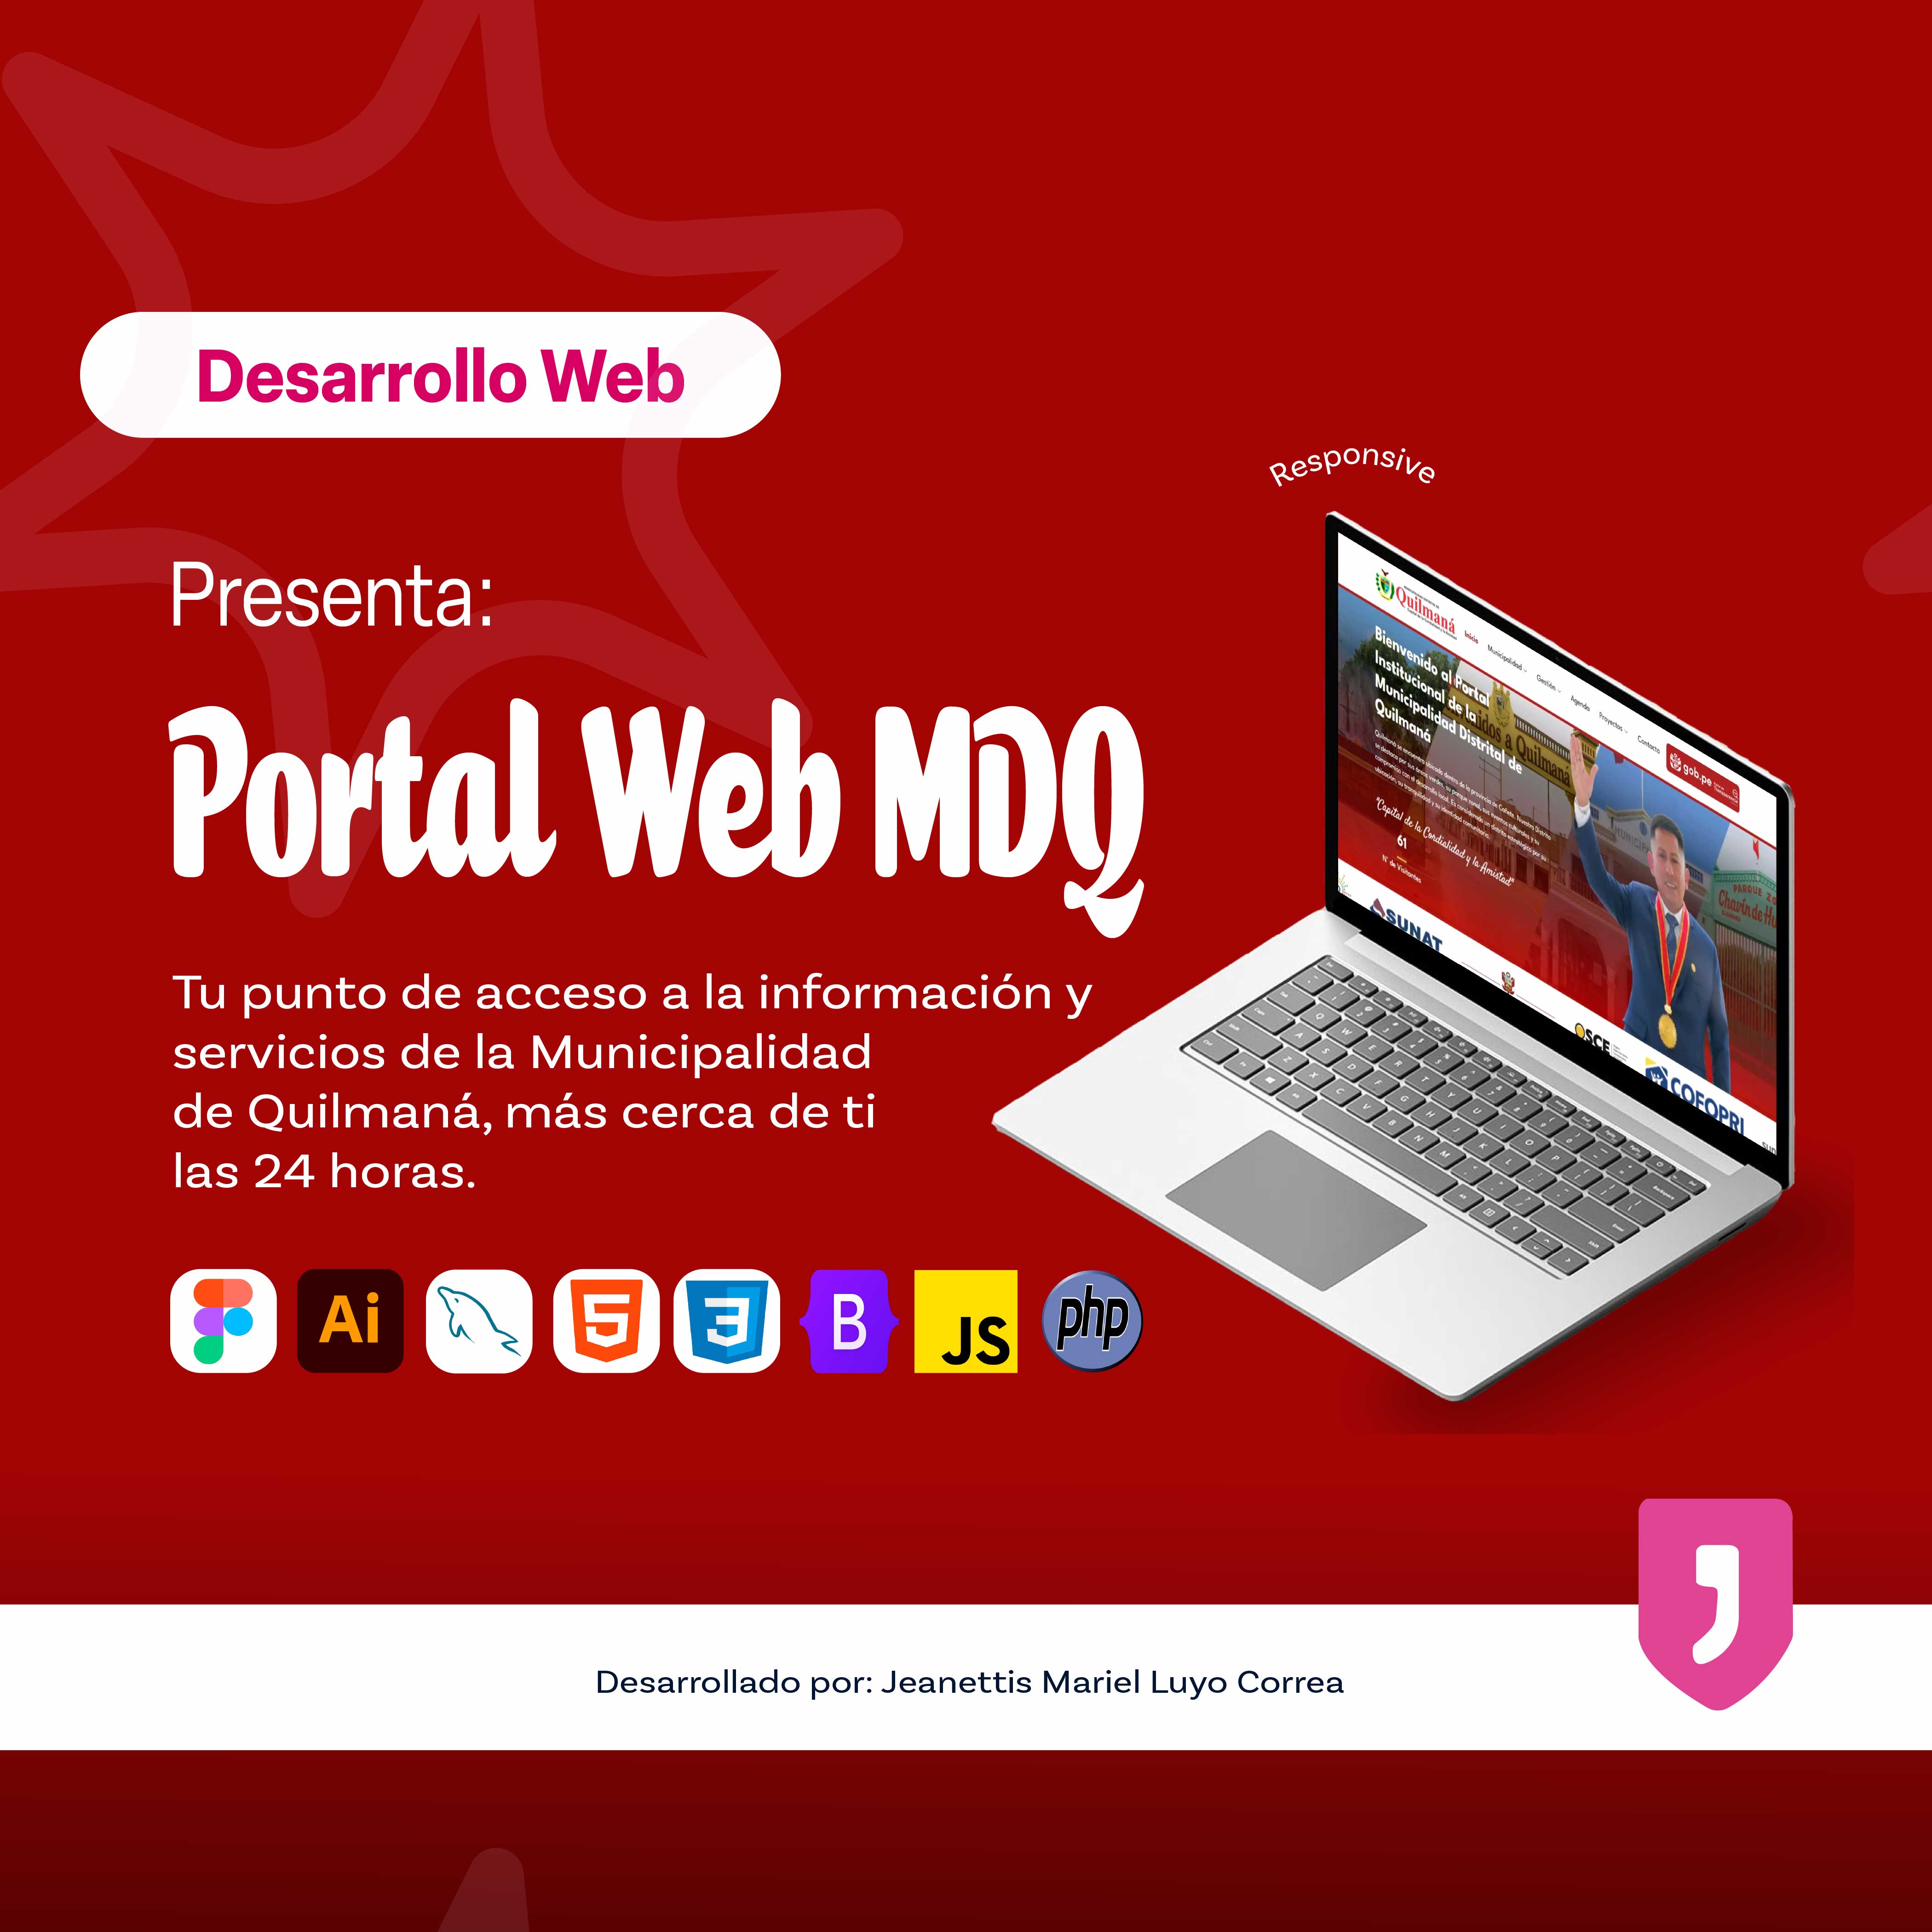 Desarrollo Web
Responsive
Presenta:
Portal Web MDQ
Tu punto de acceso a la información y
servicios de la Municipalidad
de Quilmaná, más cerca de ti
las 24 horas.
Quilmaná
Inicio
Municipalidad
Gestión
Agenda
Proyectos
Contacto
gob.pe
Bienvenido al Portal
Institucional de la
Municipalidad Distrital de
Quilmaná
"Capital de la Cordialidad y la Amistad"
61
N° de Visitantes
SUNAT
OSCE
COFOPRI
Ai
5
3
B
JS
php
Desarrollado por: Jeanettis Mariel Luyo Correa